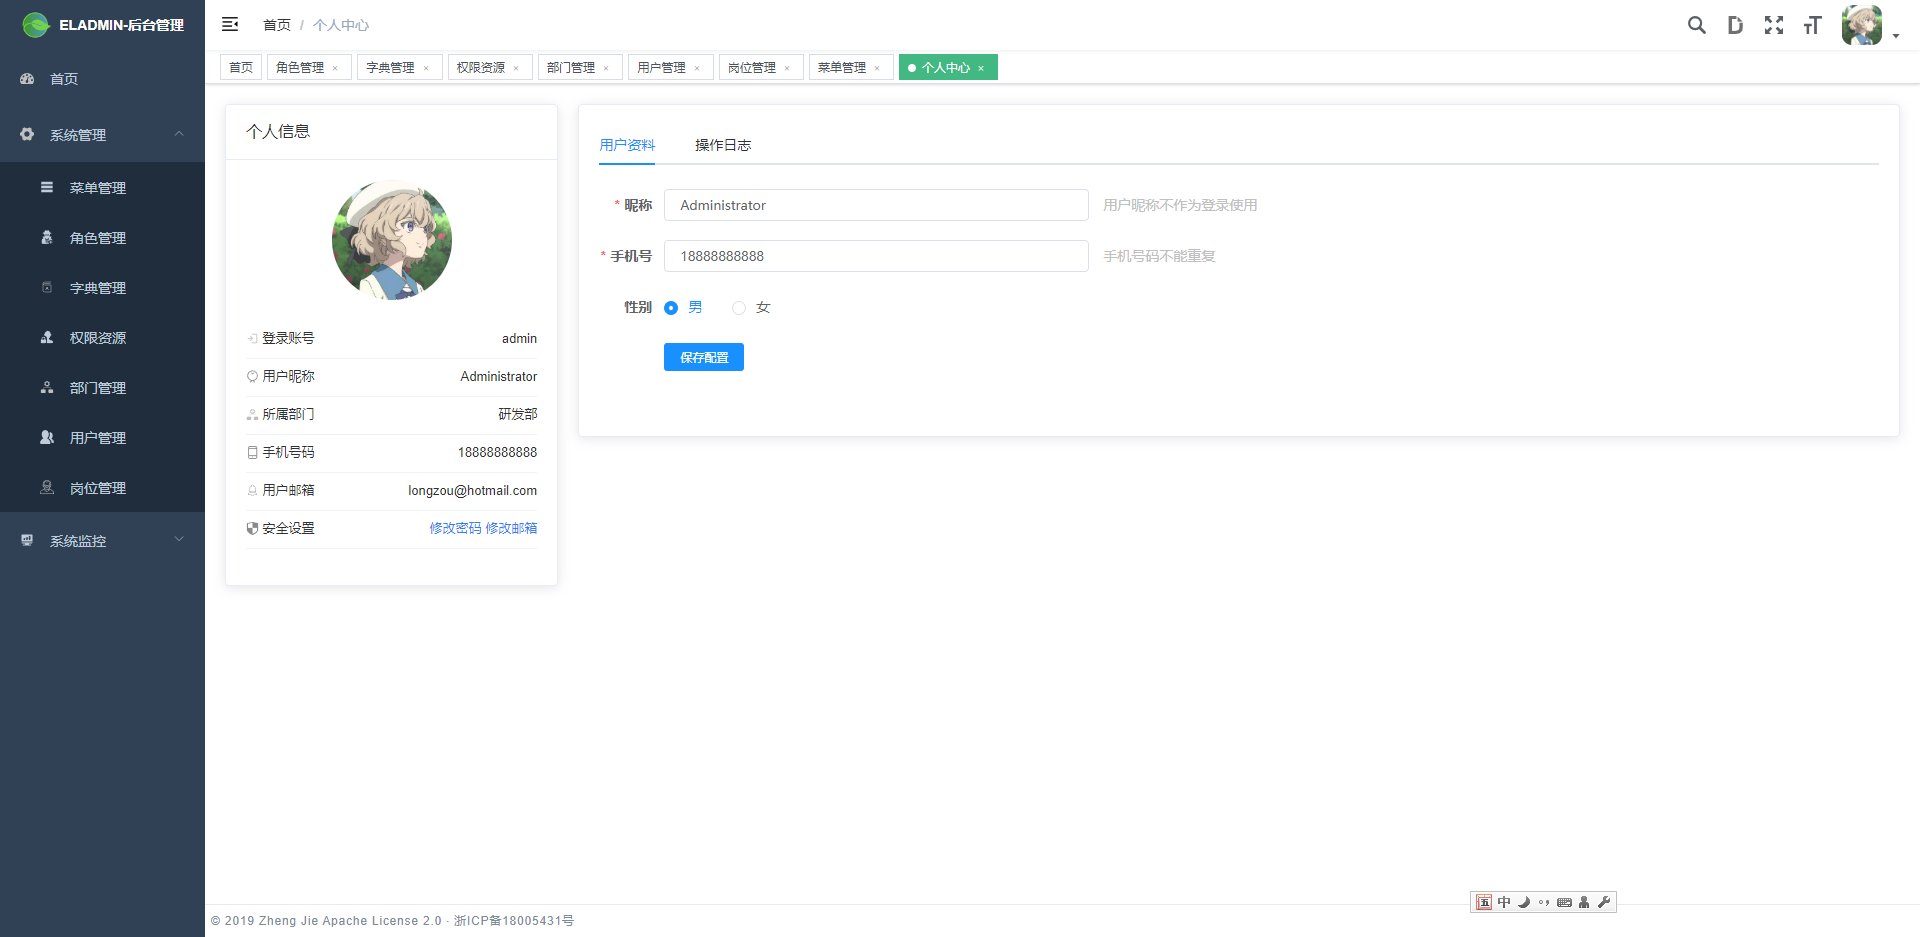 ELADMIN-后台管理
首页
系统管理
菜单管理
角色管理
字典管理
权限资源
部门管理
用户管理
岗位管理
系统监控
首页 / 个人中心
首页 角色管理 × 字典管理 × 权限资源 × 部门管理 × 用户管理 × 岗位管理 × 菜单管理 × 个人中心 ×
个人信息
登录账号 admin
用户昵称 Administrator
所属部门 研发部
手机号码 18888888888
用户邮箱 longzou@hotmail.com
安全设置 修改密码 修改邮箱
用户资料 操作日志
* 昵称 Administrator 用户昵称不作为登录使用
* 手机号 18888888888 手机号码不能重复
性别 男 女
保存配置
© 2019 Zheng Jie Apache License 2.0 · 浙ICP备18005431号
五 中